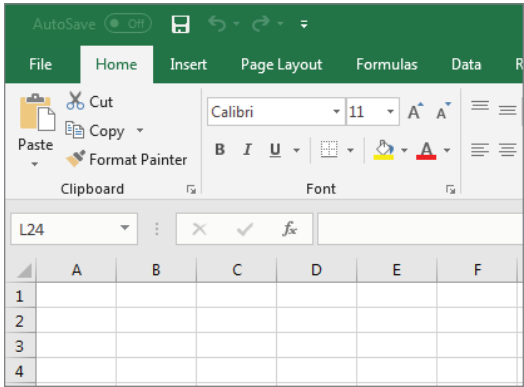 AutoSave Off
File Home Insert Page Layout Formulas Data
Cut
Calibri 11 A A
Copy
Paste
B I U A
Format Painter
Clipboard Font
L24 fx
A B C D E F
1
2
3
4